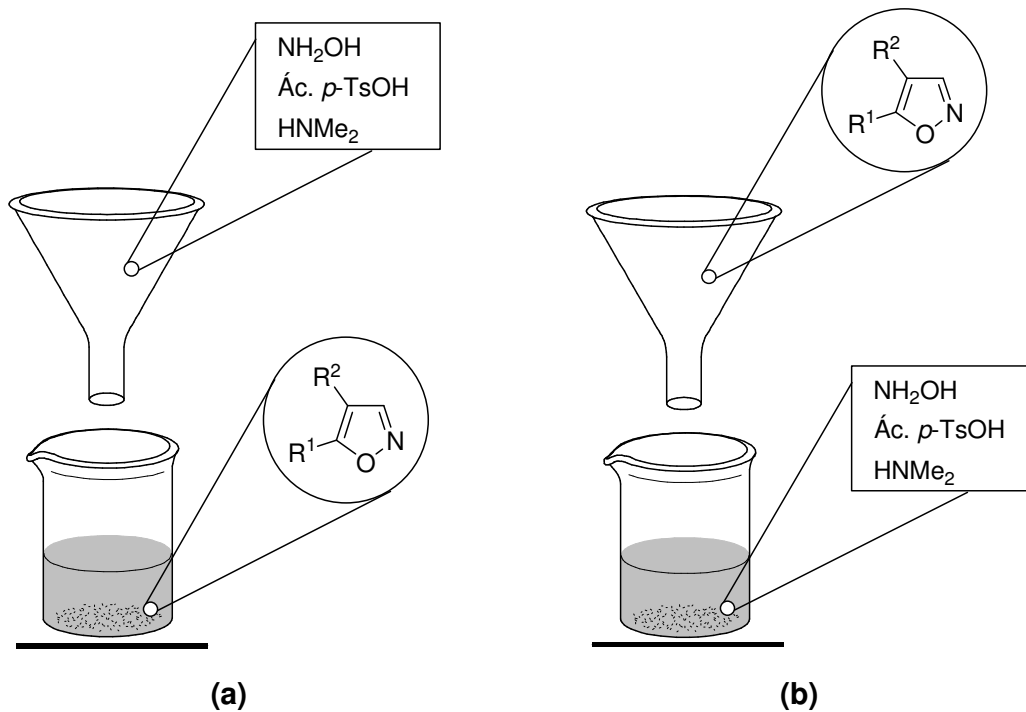 NH₂OH
Ác. p-TsOH
HNMe₂
R²
R¹
O
N
R²
R¹
O
N
NH₂OH
Ác. p-TsOH
HNMe₂
(a)
(b)